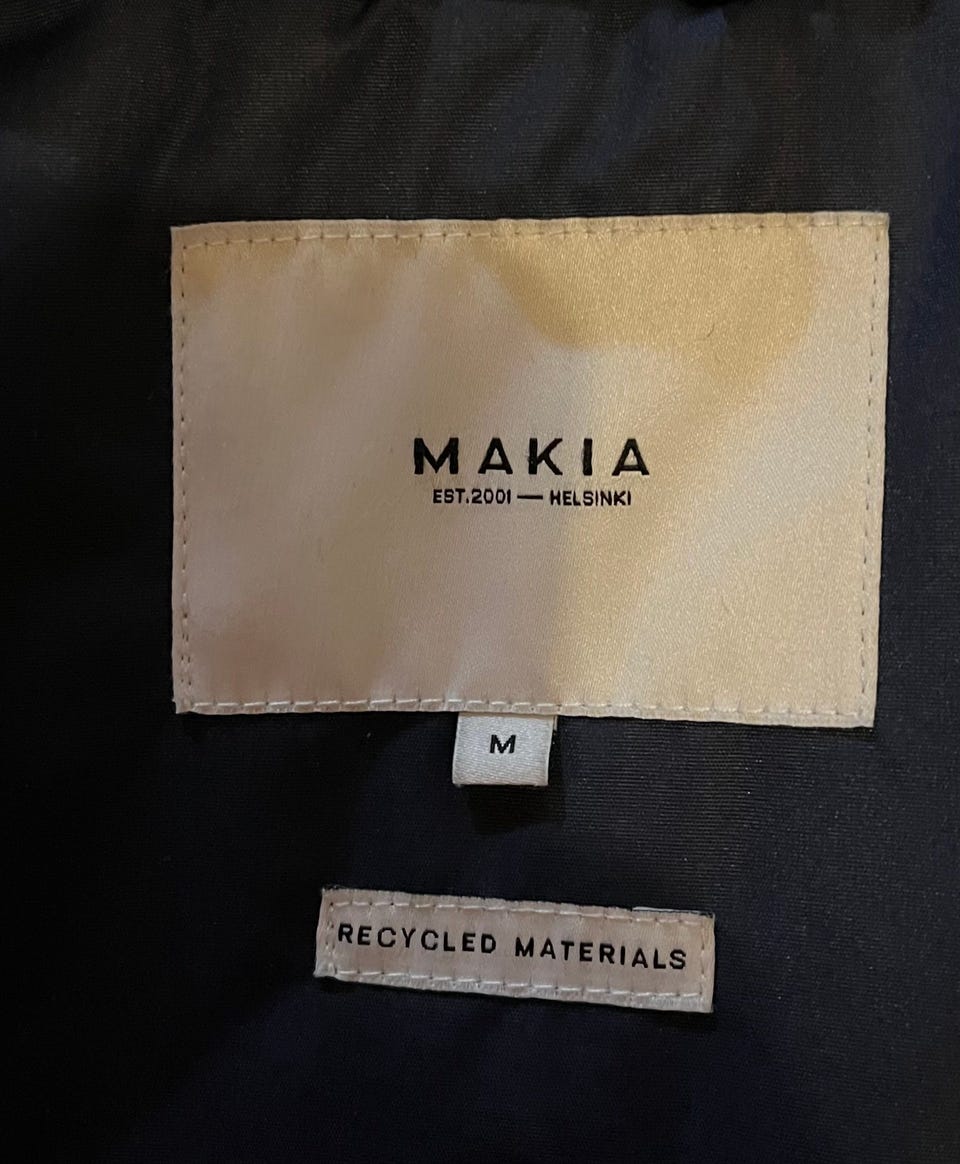 MAKIA
EST.2001 — HELSINKI
M
RECYCLED MATERIALS